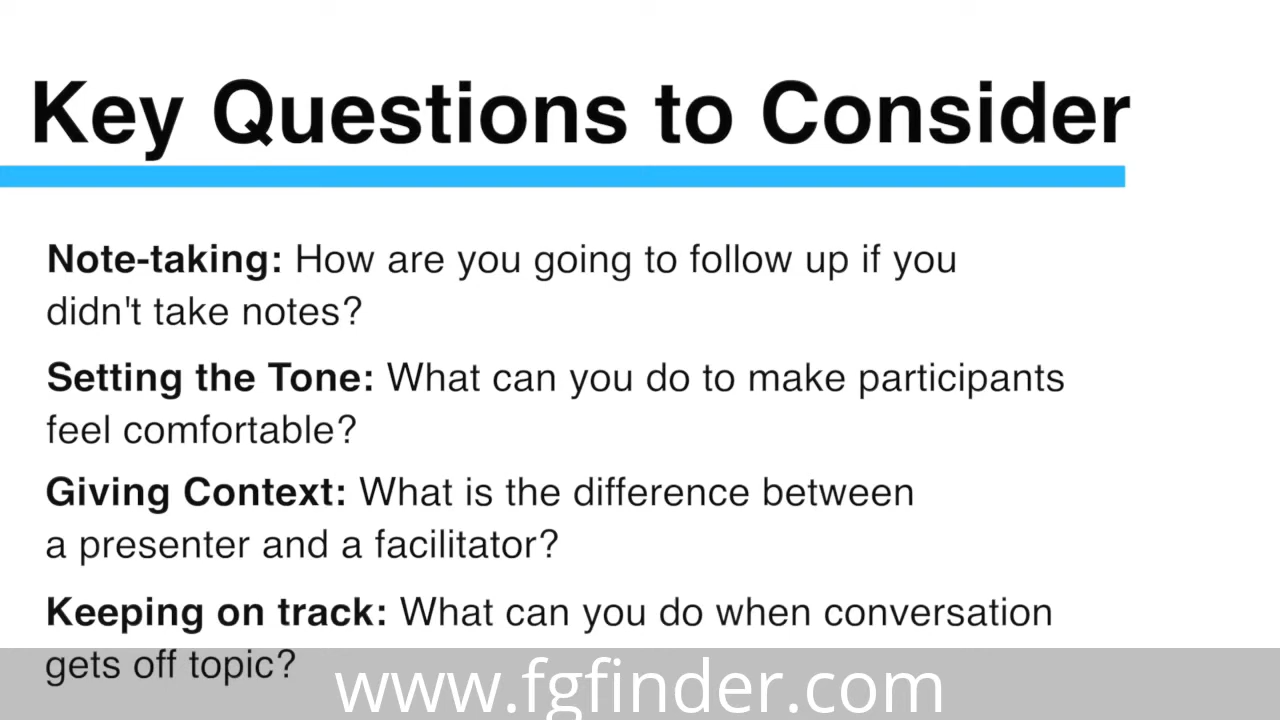 Key Questions to Consider
Note-taking: How are you going to follow up if you
didn't take notes?
Setting the Tone: What can you do to make participants
feel comfortable?
Giving Context: What is the difference between
a presenter and a facilitator?
Keeping on track: What can you do when conversation
gets off topic?
www.fgfinder.com